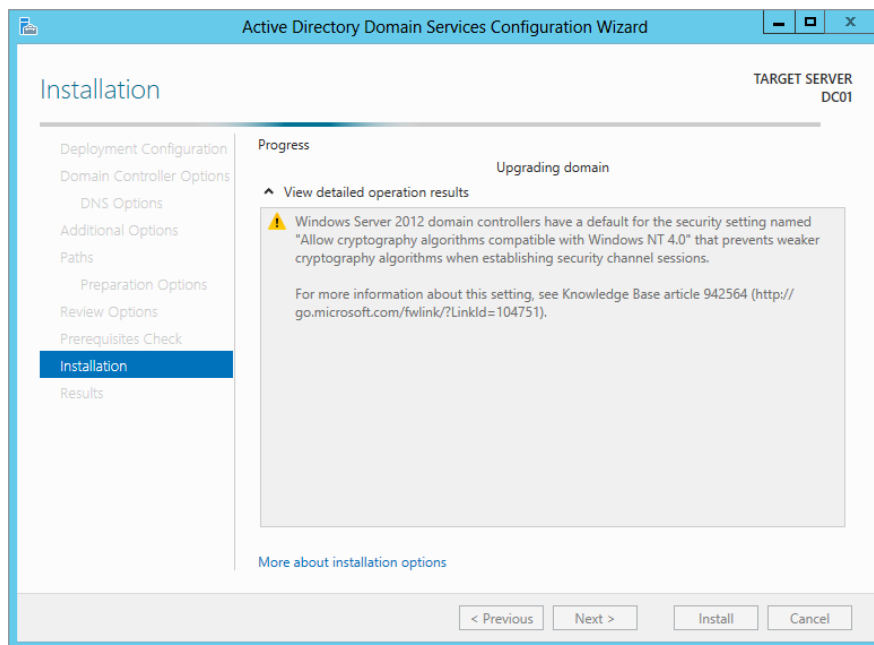 Active Directory Domain Services Configuration Wizard
Installation
TARGET SERVER
DC01
Deployment Configuration
Domain Controller Options
DNS Options
Additional Options
Paths
Preparation Options
Review Options
Prerequisites Check
Installation
Results
Progress
Upgrading domain
View detailed operation results
Windows Server 2012 domain controllers have a default for the security setting named
"Allow cryptography algorithms compatible with Windows NT 4.0" that prevents weaker
cryptography algorithms when establishing security channel sessions.
For more information about this setting, see Knowledge Base article 942564 (http://
go.microsoft.com/fwlink/?LinkId=104751).
More about installation options
< Previous
Next >
Install
Cancel